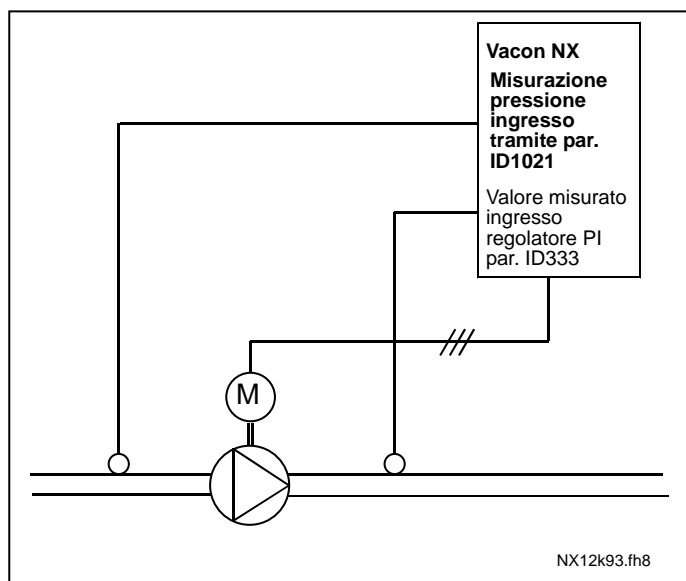 Vacon NX
Misurazione
pressione
ingresso
tramite par.
ID1021
Valore misurato
ingresso
regolatore PI
par. ID333
M
NX12k93.fh8